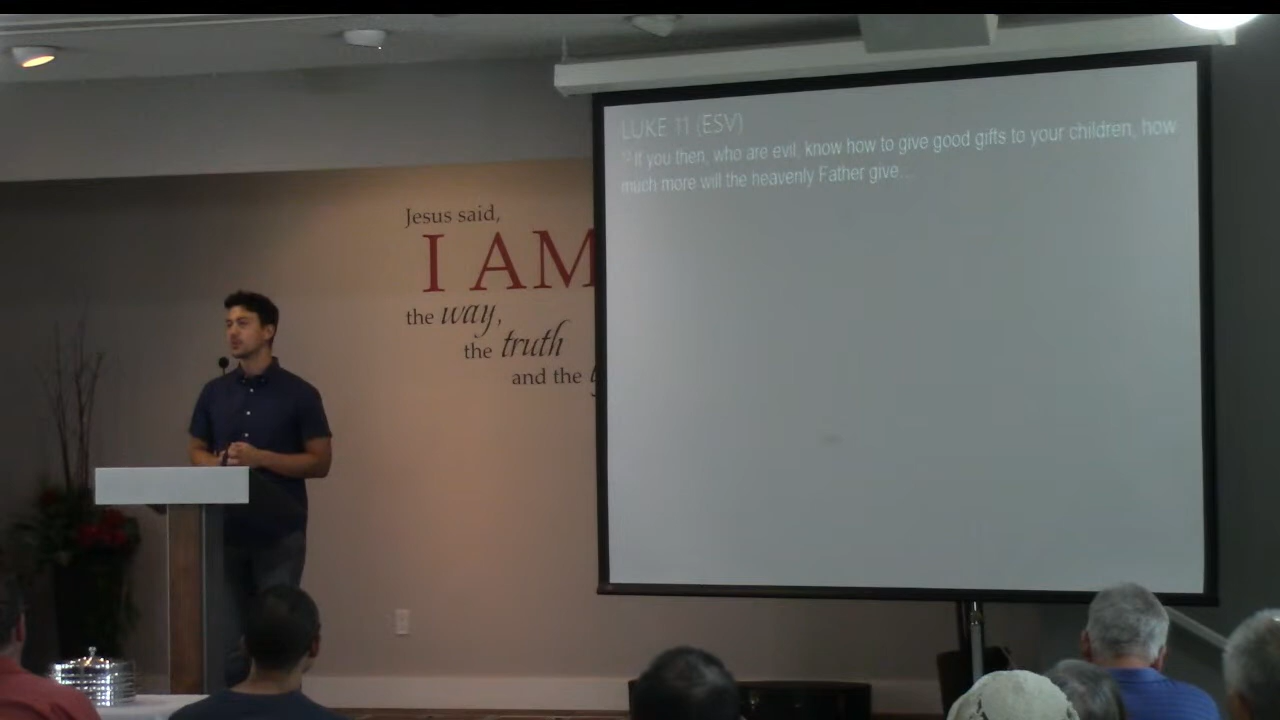 Jesus said,
I AM
the way,
the truth
and the
LUKE 11 (ESV)
If you then, who are evil, know how to give good gifts to your children, how
much more will the heavenly Father give...